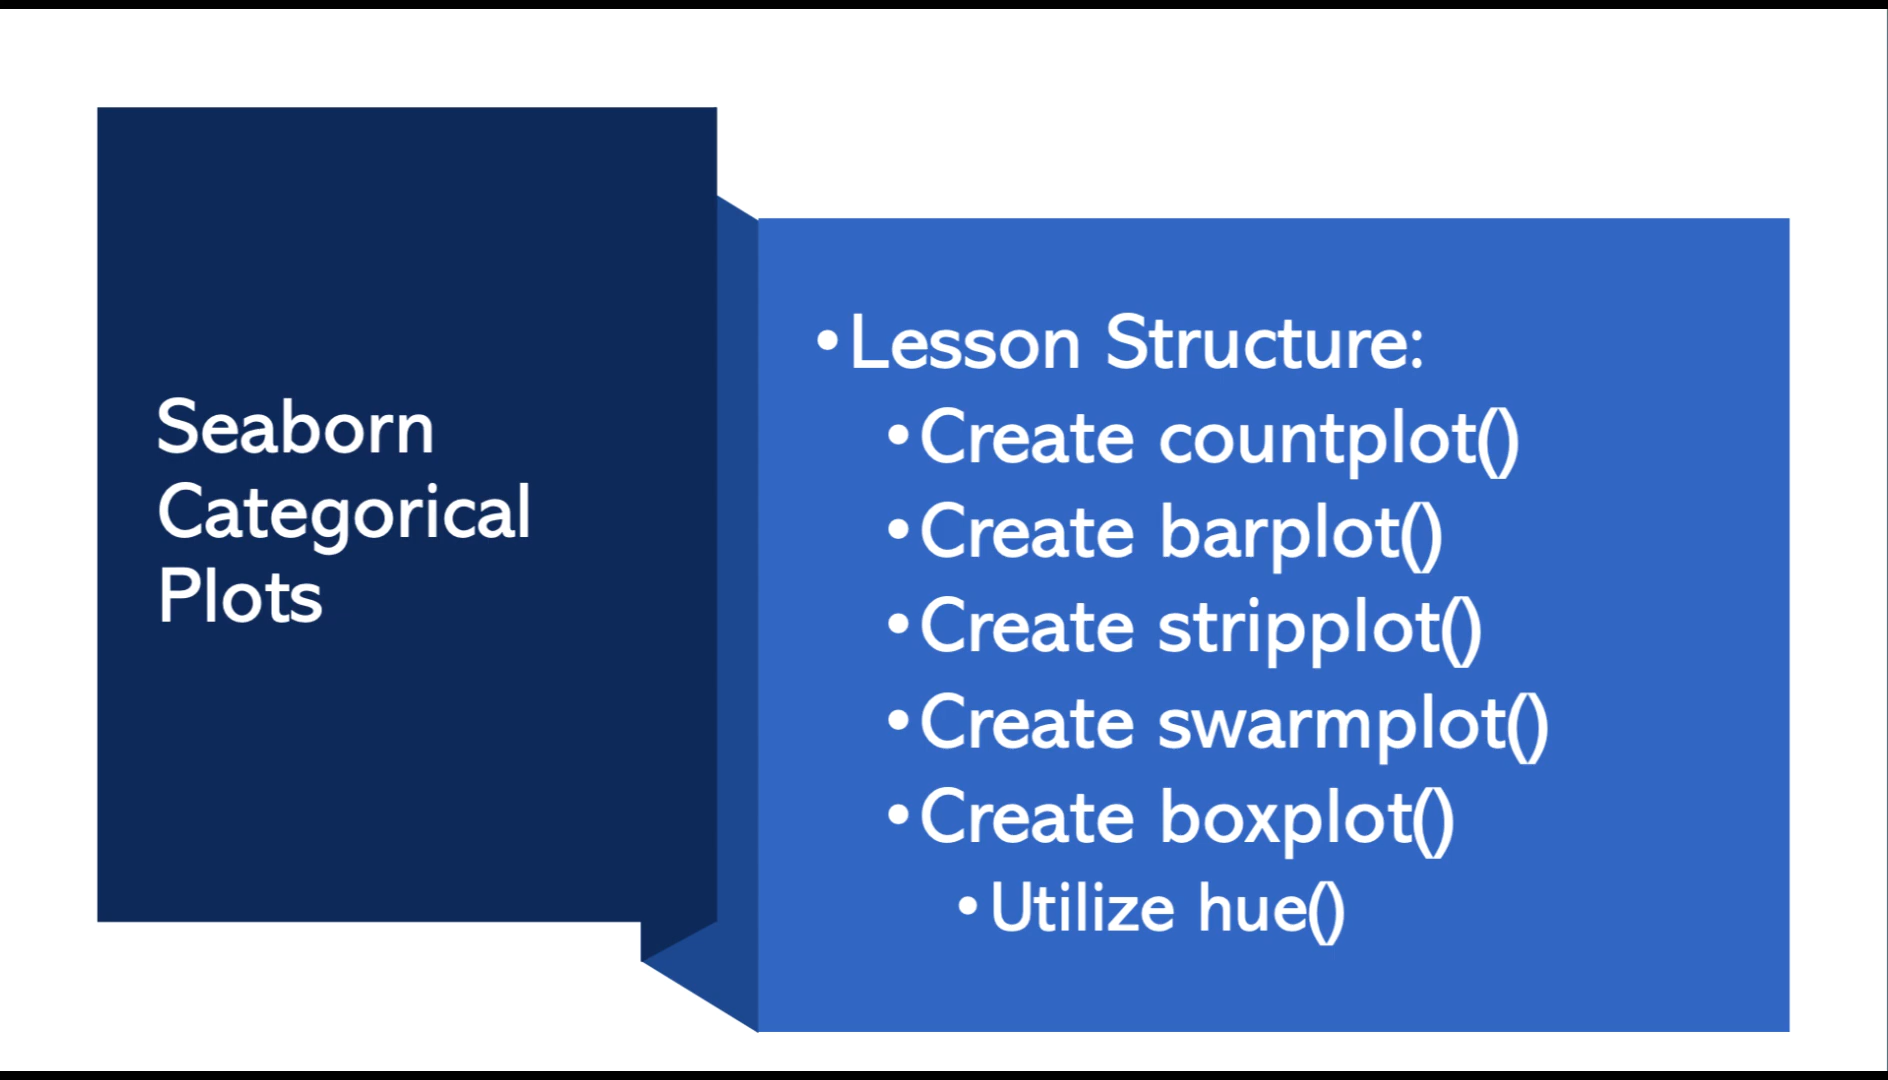 Seaborn
Categorical
Plots
•Lesson Structure:
•Create countplot()
•Create barplot()
•Create stripplot()
•Create swarmplot()
•Create boxplot()
•Utilize hue()